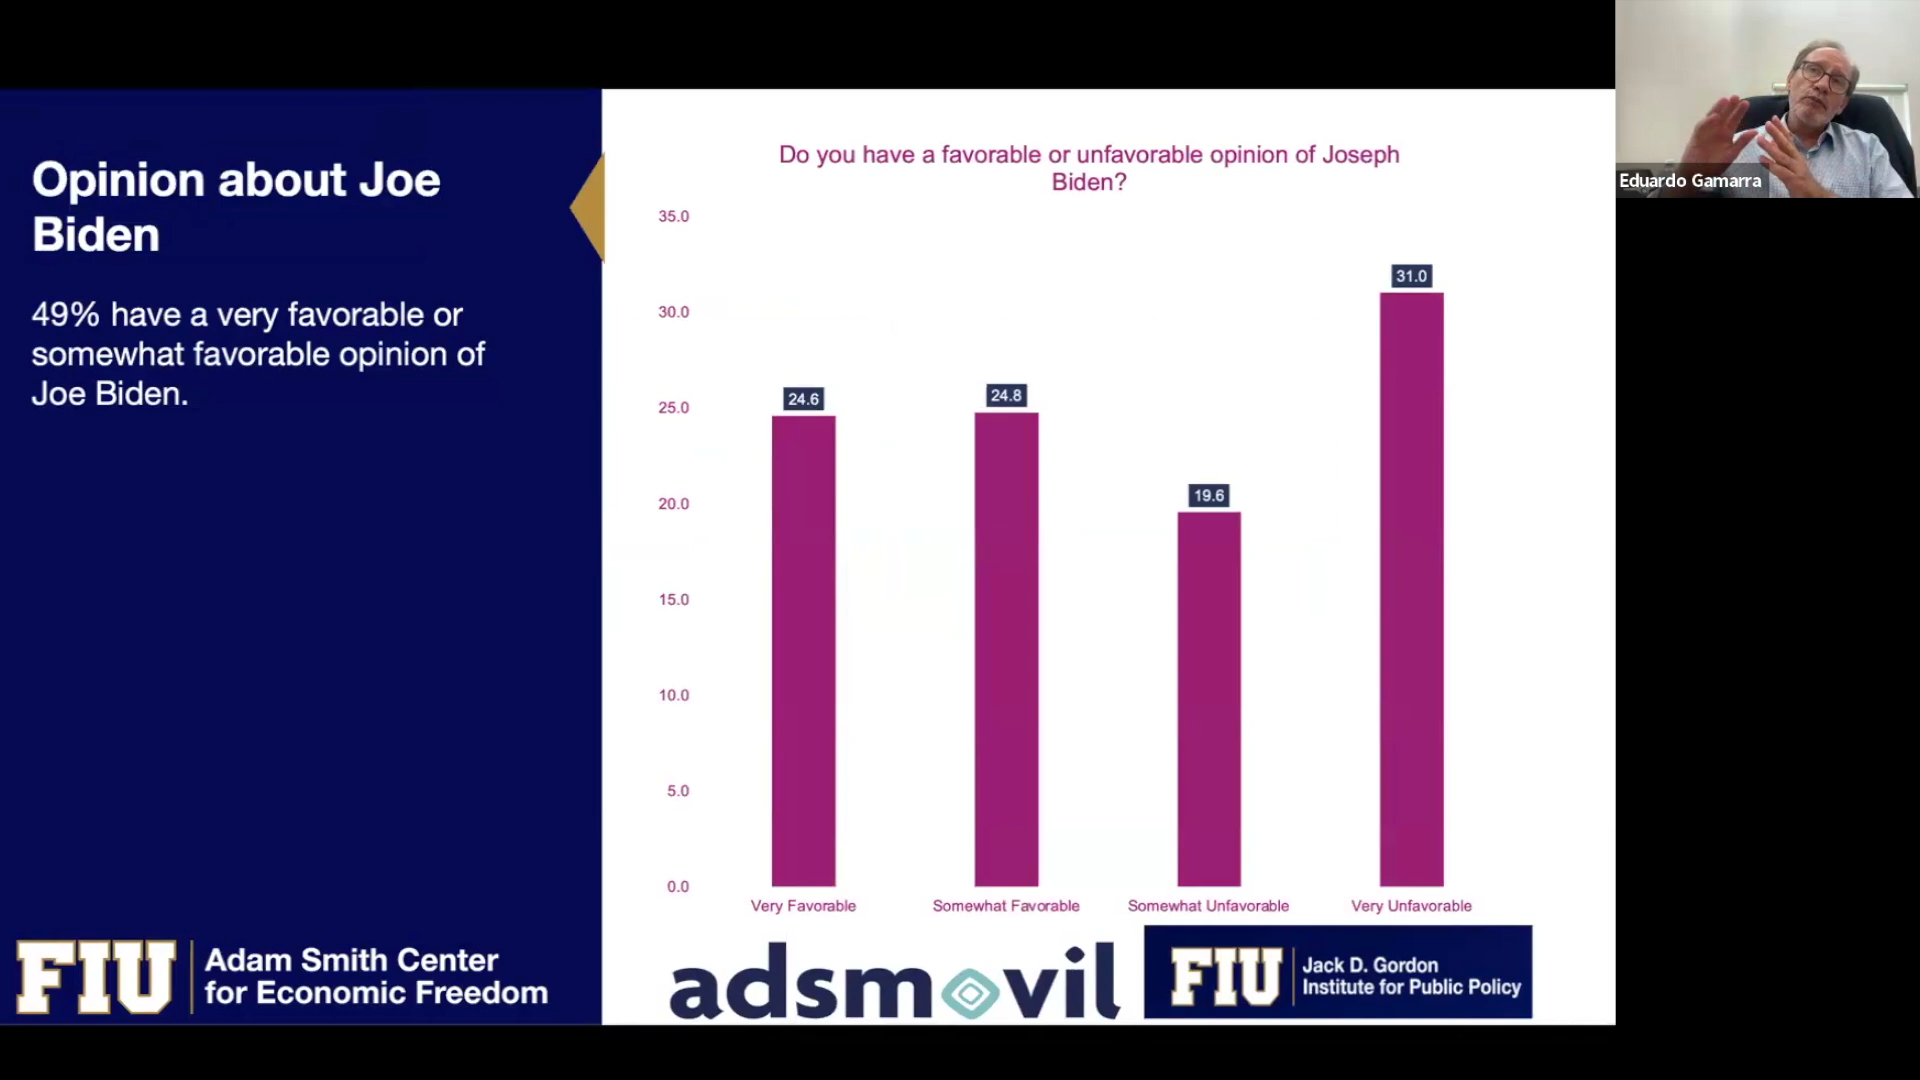 Opinion about Joe
Biden
49% have a very favorable or
somewhat favorable opinion of
Joe Biden.
Do you have a favorable or unfavorable opinion of Joseph
Biden?
35.0
30.0
25.0
20.0
15.0
10.0
5.0
0.0
24.6
24.8
19.6
31.0
Very Favorable
Somewhat Favorable
Somewhat Unfavorable
Very Unfavorable
FIU
Adam Smith Center
for Economic Freedom
adsmovil
FIU
Jack D. Gordon
Institute for Public Policy
Eduardo Gamarra